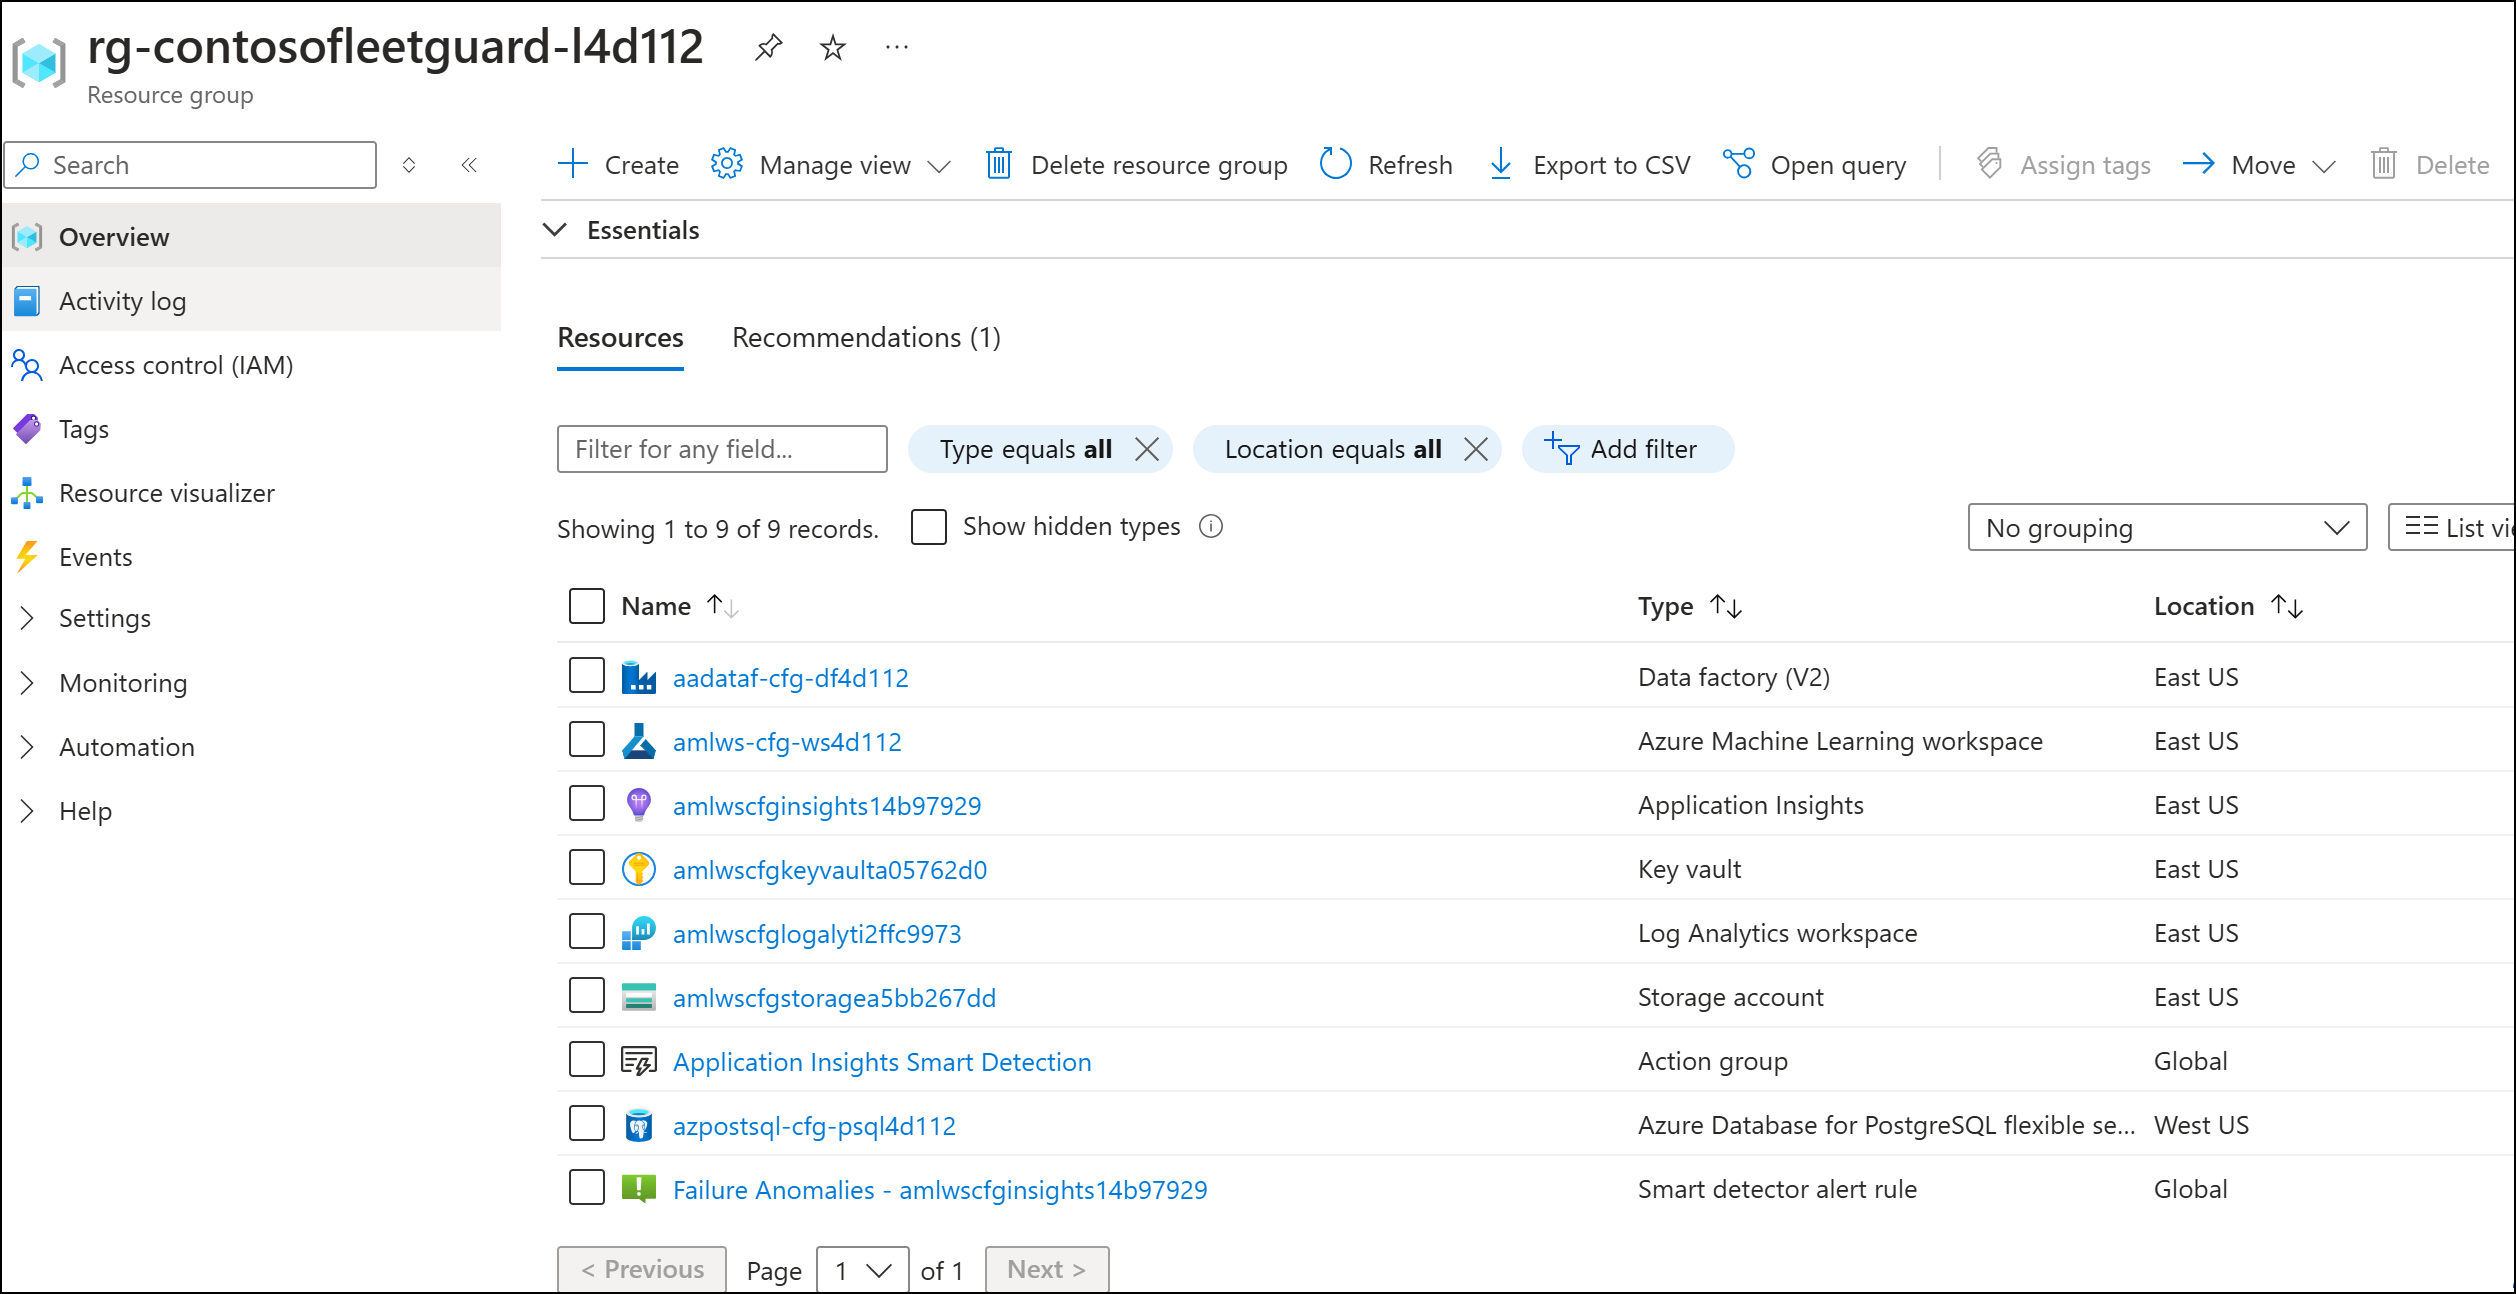 rg-contosofleetguard-l4d112
Resource group
Search
Create Manage view Delete resource group Refresh Export to CSV Open query Assign tags Move Delete
Overview
Activity log
Access control (IAM)
Tags
Resource visualizer
Events
Settings
Monitoring
Automation
Help
Essentials
Resources Recommendations (1)
Filter for any field... Type equals all Location equals all Add filter
Showing 1 to 9 of 9 records. Show hidden types No grouping List vie
Name Type Location
aadataf-cfg-df4d112 Data factory (V2) East US
amlws-cfg-ws4d112 Azure Machine Learning workspace East US
amlwscfginsights14b97929 Application Insights East US
amlwscfgkeyvaulta05762d0 Key vault East US
amlwscfglogalyti2ffc9973 Log Analytics workspace East US
amlwscfgstoragea5bb267dd Storage account East US
Application Insights Smart Detection Action group Global
azpostsql-cfg-psql4d112 Azure Database for PostgreSQL flexible se... West US
Failure Anomalies - amlwscfginsights14b97929 Smart detector alert rule Global
< Previous Page 1 of 1 Next >